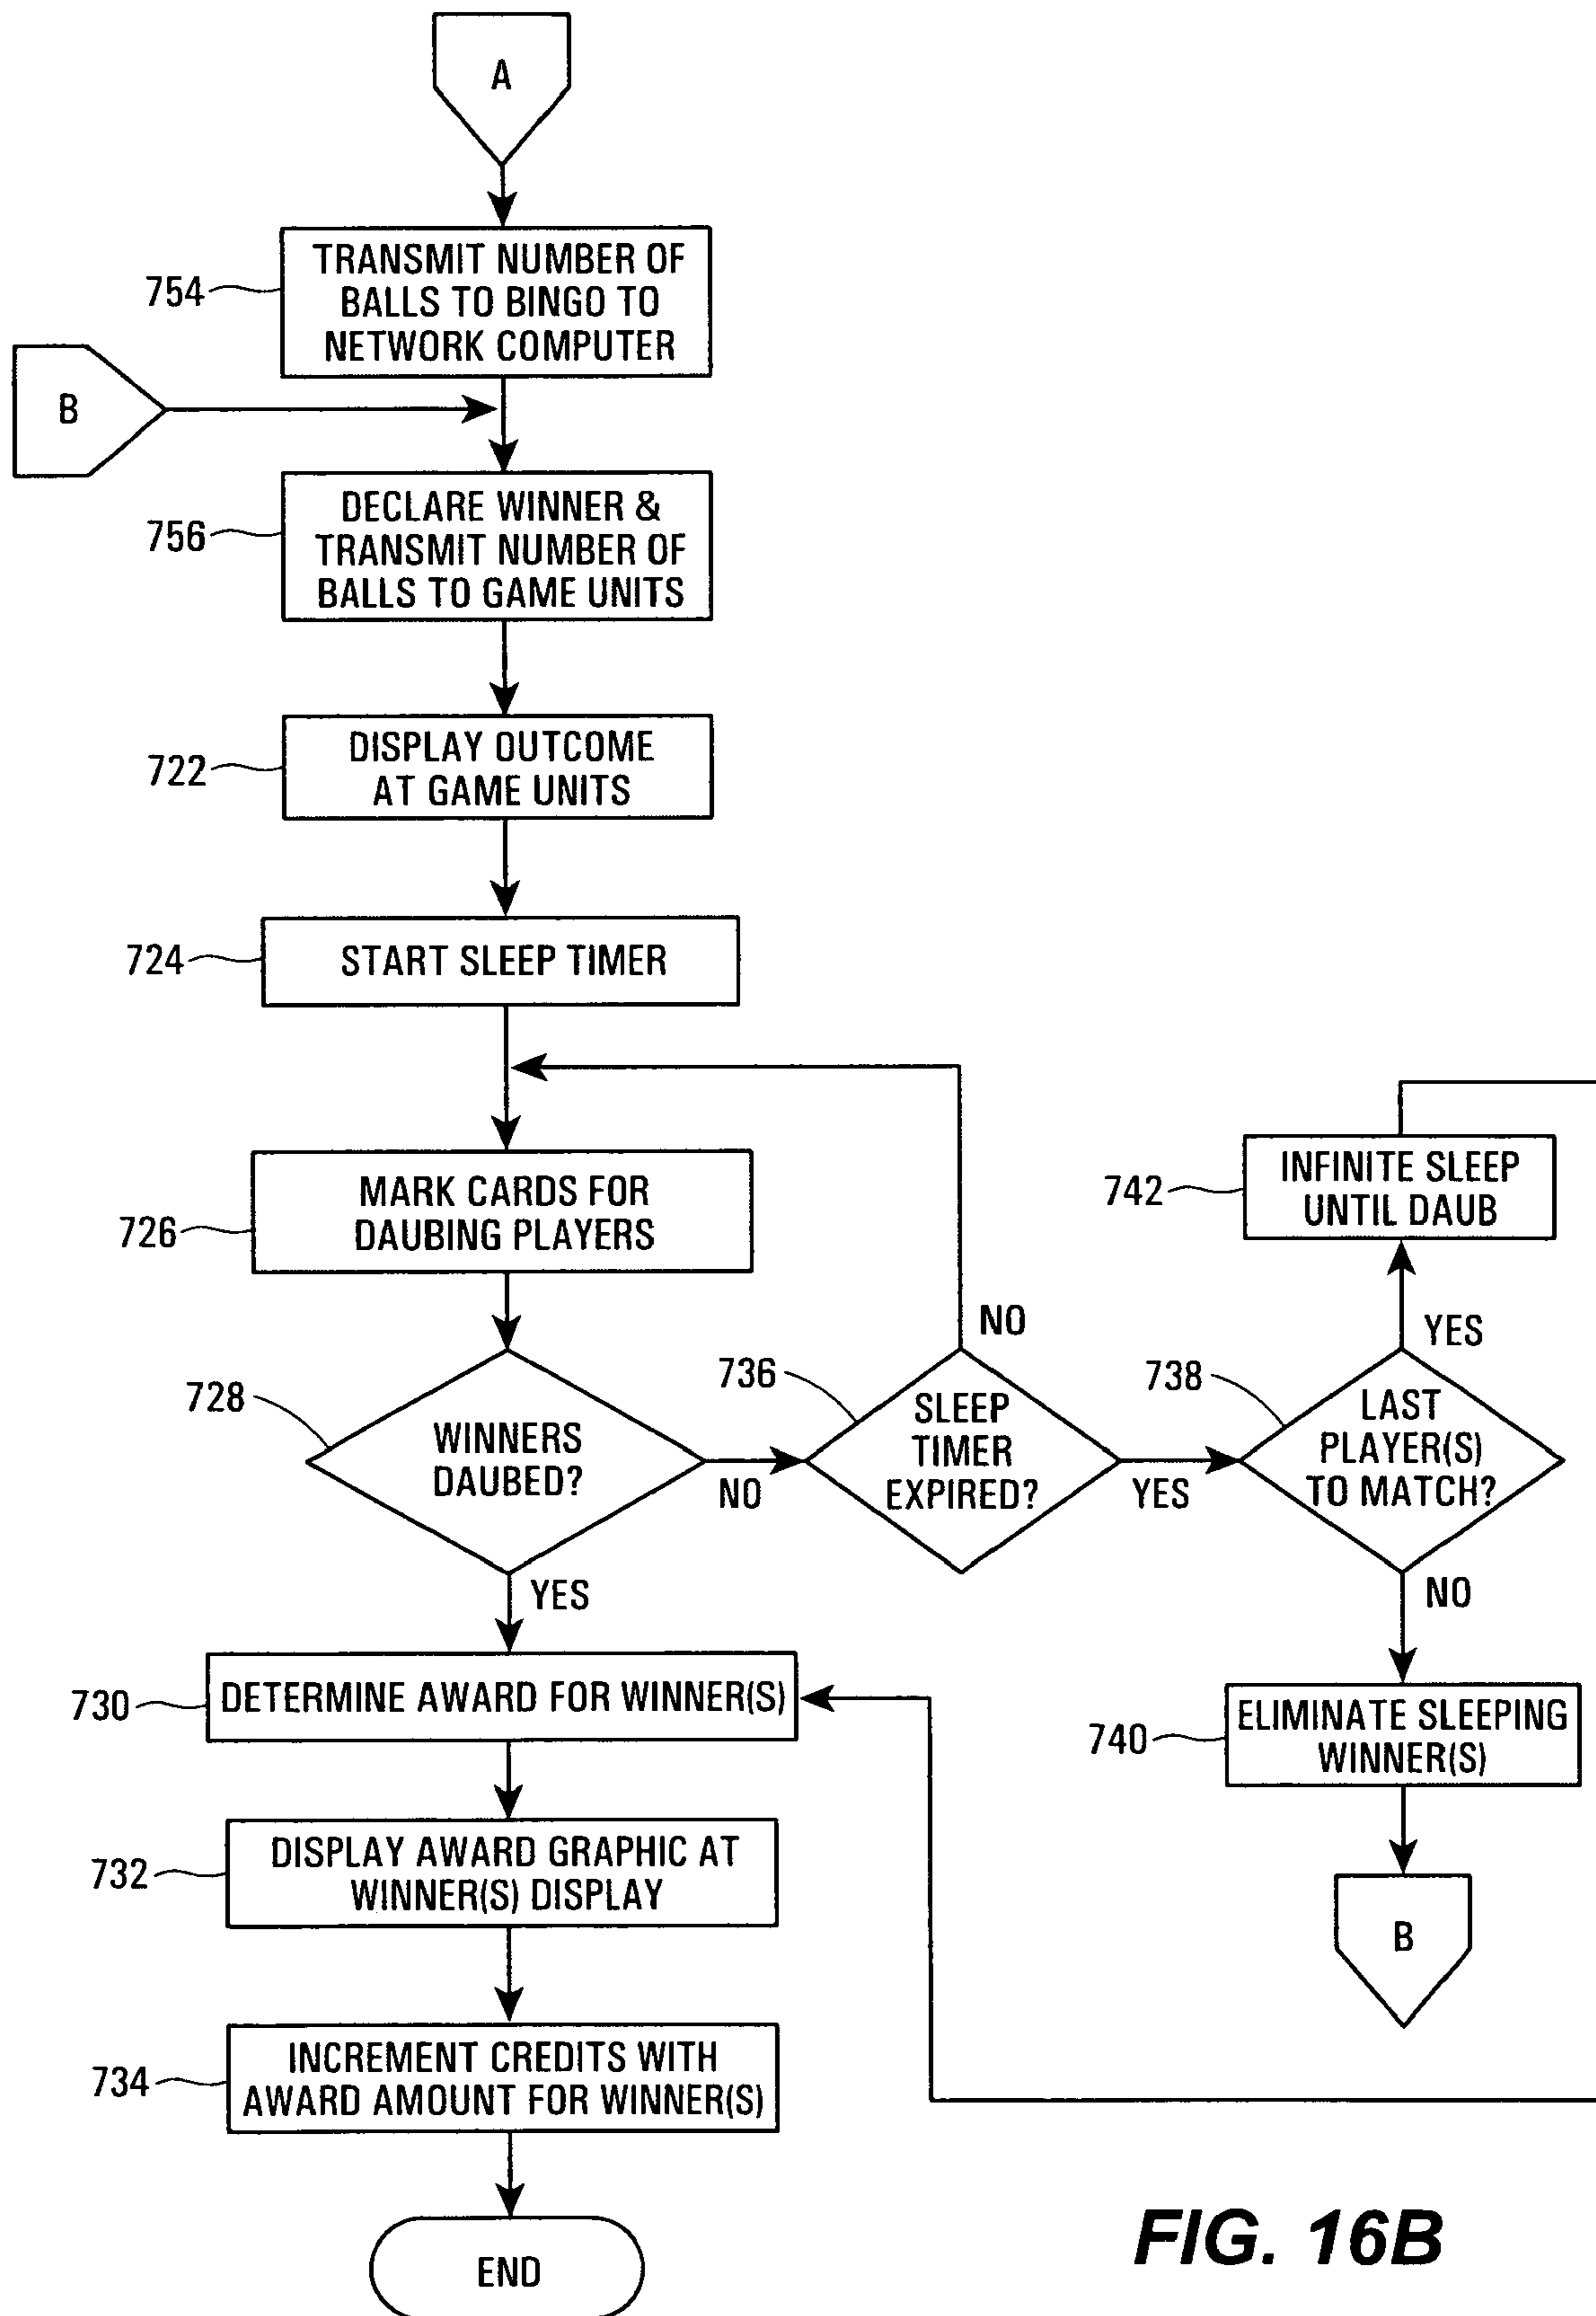 A
754
TRANSMIT NUMBER OF
BALLS TO BINGO TO
NETWORK COMPUTER
B
756
DECLARE WINNER &
TRANSMIT NUMBER OF
BALLS TO GAME UNITS
722
DISPLAY OUTCOME
AT GAME UNITS
724
START SLEEP TIMER
726
MARK CARDS FOR
DAUBING PLAYERS
728
WINNERS
DAUBED?
NO
YES
736
SLEEP
TIMER
EXPIRED?
NO
YES
738
LAST
PLAYER(S)
TO MATCH?
YES
NO
742
INFINITE SLEEP
UNTIL DAUB
740
ELIMINATE SLEEPING
WINNER(S)
B
730
DETERMINE AWARD FOR WINNER(S)
732
DISPLAY AWARD GRAPHIC AT
WINNER(S) DISPLAY
734
INCREMENT CREDITS WITH
AWARD AMOUNT FOR WINNER(S)
END
FIG. 16B